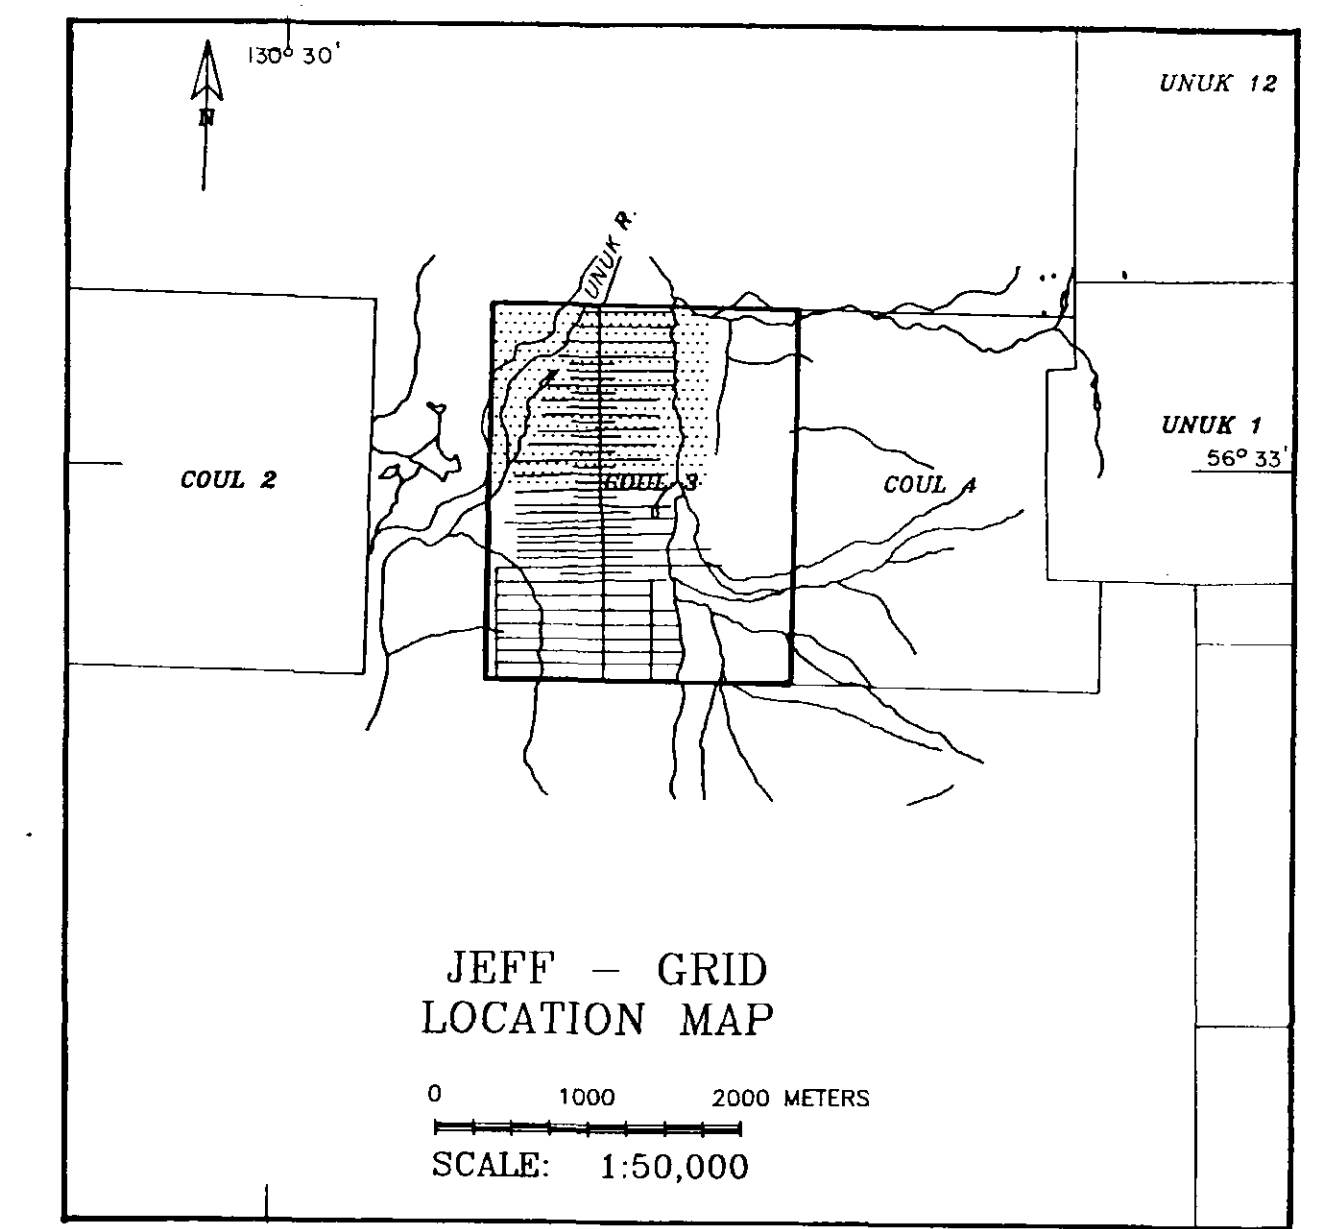 130° 30'
N
UNUK 12
UNUK R.
UNUK 1
56° 33'
COUL 2
COUL 3
COUL 4
JEFF – GRID
LOCATION MAP
0 1000 2000 METERS
SCALE: 1:50,000